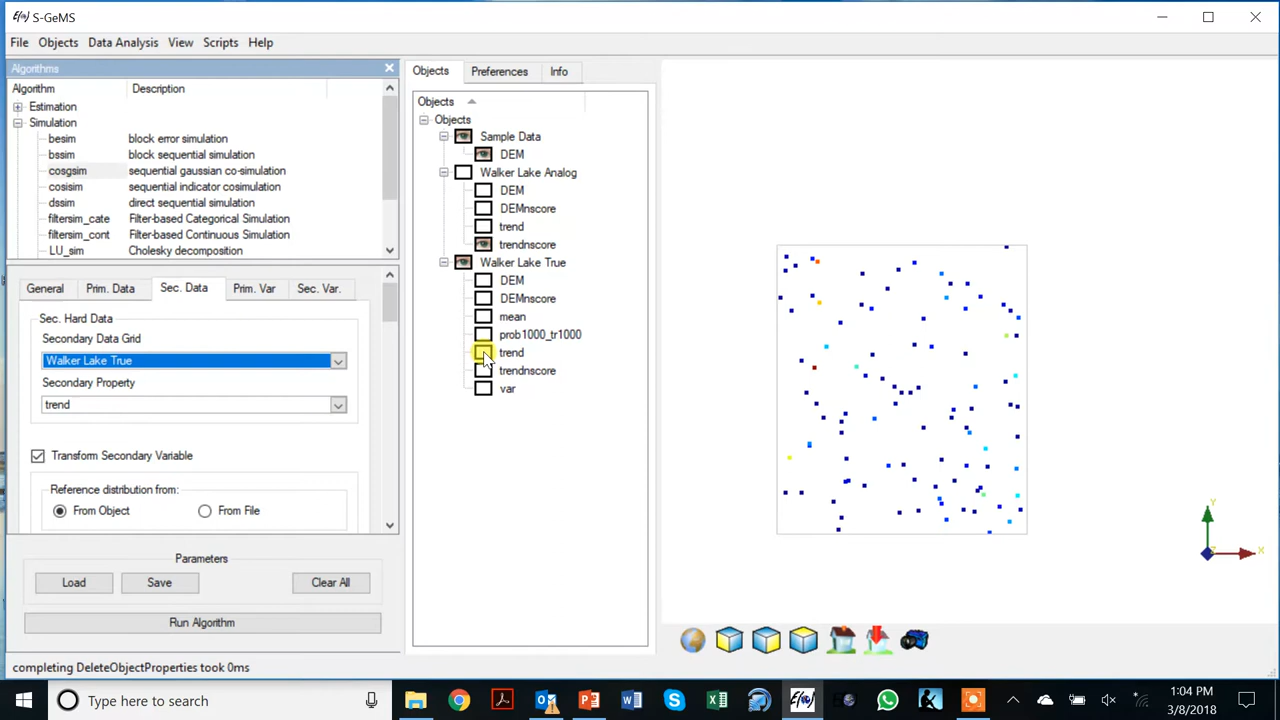 S-GeMS
File Objects Data Analysis View Scripts Help
Algorithms
Algorithm Description
Estimation
Simulation
besim block error simulation
bssim block sequential simulation
cosgsim sequential gaussian co-simulation
cosisim sequential indicator cosimulation
dssim direct sequential simulation
filtersim_cate Filter-based Categorical Simulation
filtersim_cont Filter-based Continuous Simulation
LU_sim Cholesky decomposition
General Prim. Data Sec. Data Prim. Var Sec. Var.
Sec. Hard Data
Secondary Data Grid
Walker Lake True
Secondary Property
trend
Transform Secondary Variable
Reference distribution from:
From Object From File
Parameters
Load Save Clear All
Run Algorithm
completing DeleteObjectProperties took 0ms
Objects Preferences Info
Objects
Objects
Sample Data
DEM
Walker Lake Analog
DEM
DEMnscore
trend
trendnscore
Walker Lake True
DEM
DEMnscore
mean
prob1000_tr1000
trend
trendnscore
var
Y
X
Type here to search
1:04 PM
3/8/2018